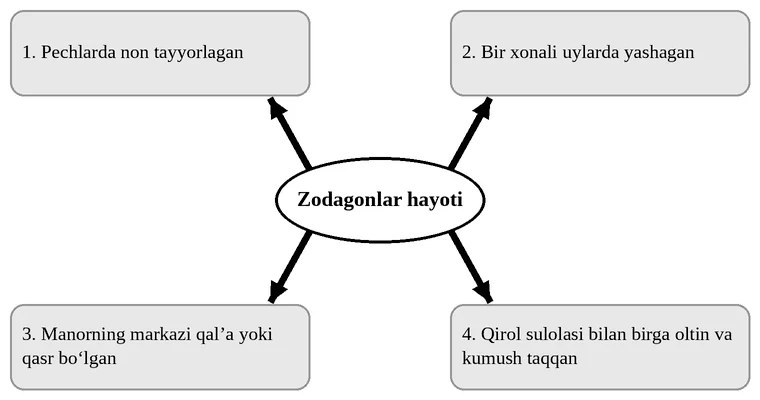 1. Pechlarda non tayyorlagan
2. Bir xonali uylarda yashagan
Zodagonlar hayoti
3. Manorning markazi qal’a yoki
qasr bo‘lgan
4. Qirol sulolasi bilan birga oltin va
kumush taqqan